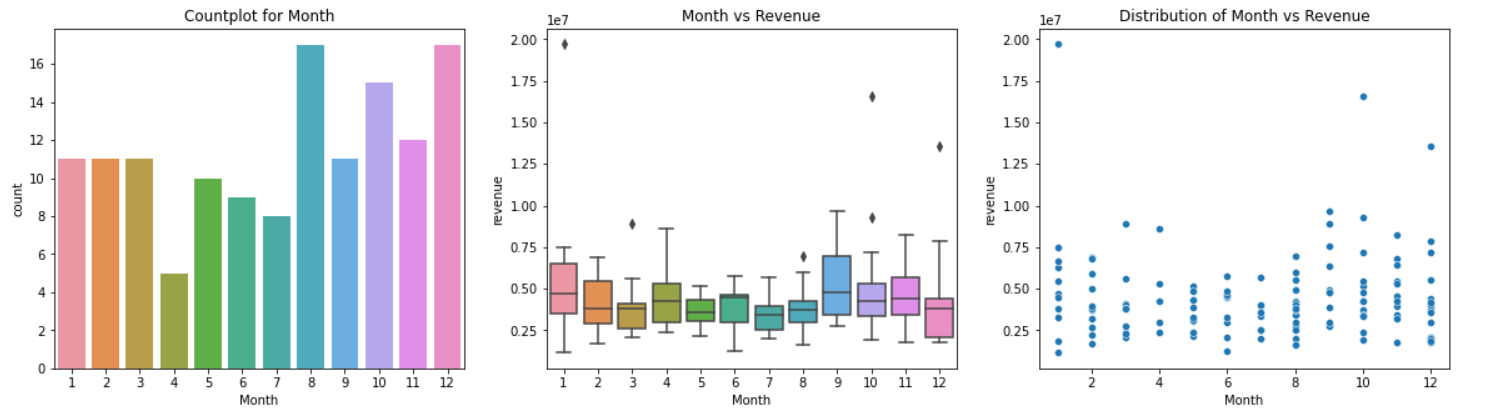 Countplot for Month
16
14
12
10
8
6
4
2
0
count
1 2 3 4 5 6 7 8 9 10 11 12
Month
Month vs Revenue
1e7
2.00
1.75
1.50
1.25
1.00
0.75
0.50
0.25
revenue
1 2 3 4 5 6 7 8 9 10 11 12
Month
Distribution of Month vs Revenue
1e7
2.00
1.75
1.50
1.25
1.00
0.75
0.50
0.25
revenue
2 4 6 8 10 12
Month